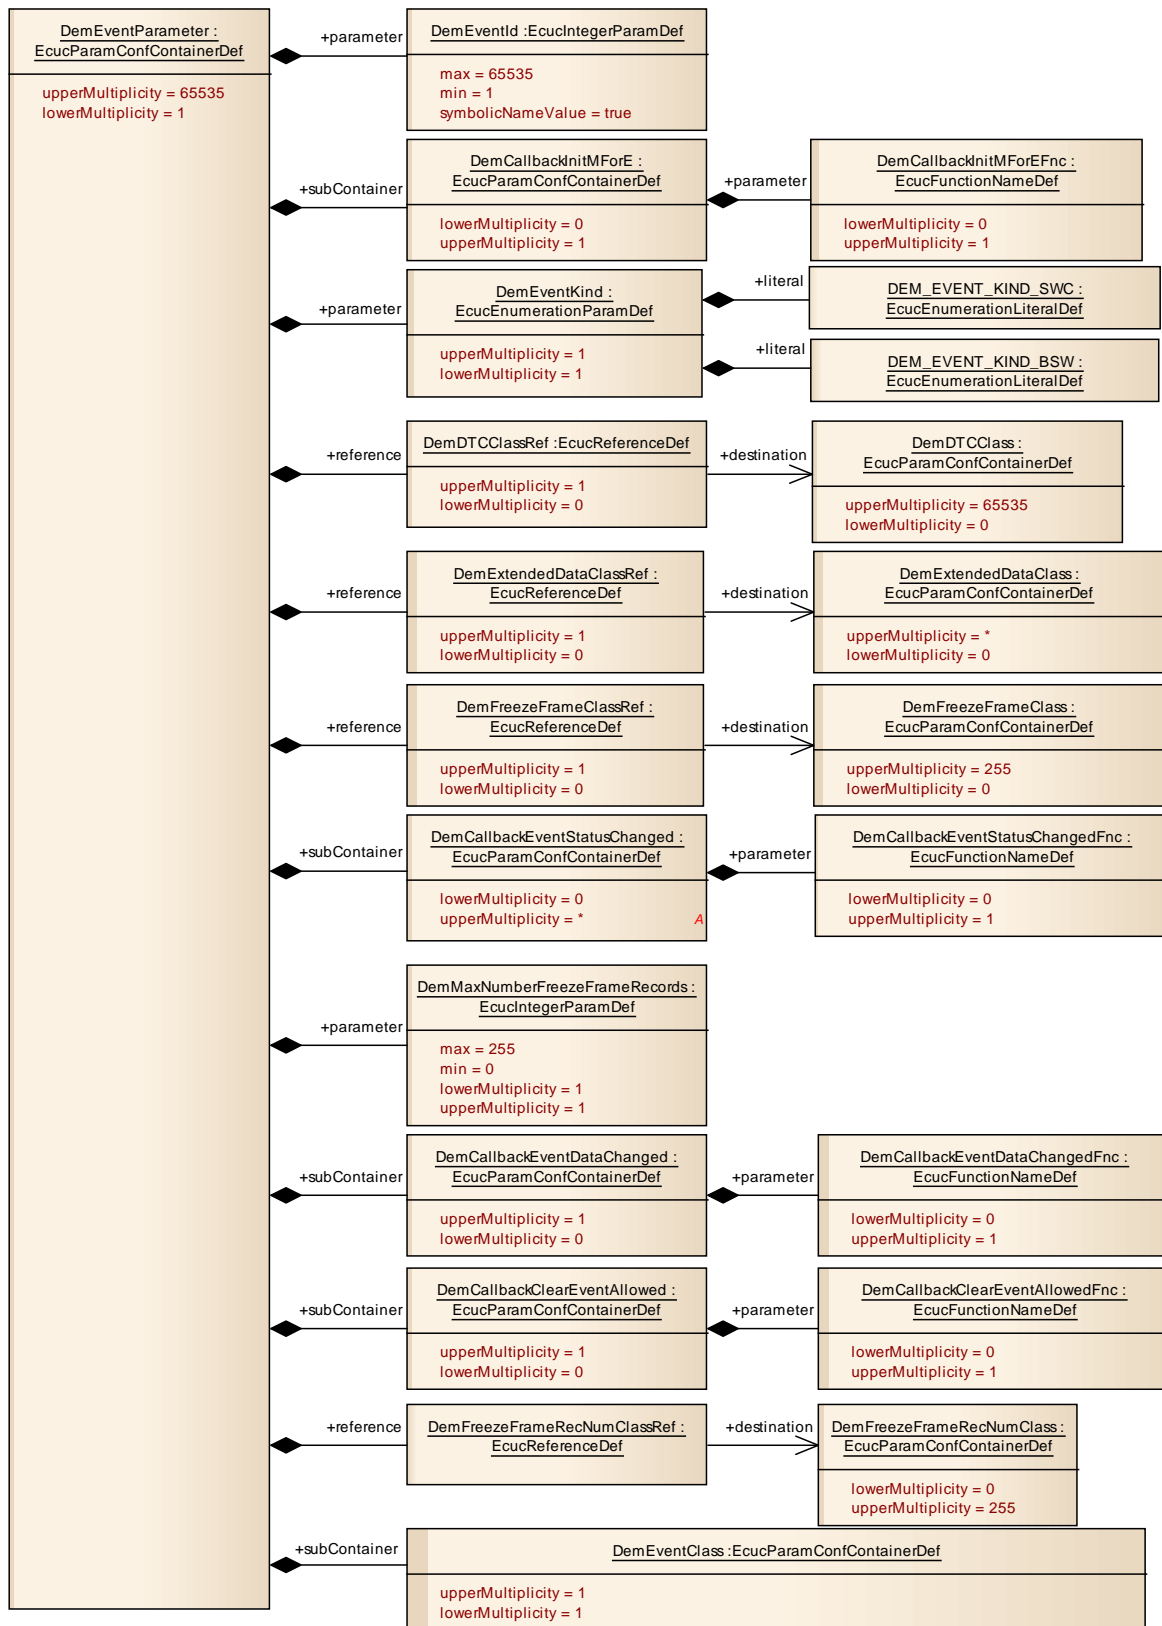 DemEventParameter :
EcucParamConfContainerDef
upperMultiplicity = 65535
lowerMultiplicity = 1
+parameter
DemEventId :EcucIntegerParamDef
max = 65535
min = 1
symbolicNameValue = true
+subContainer
DemCallbackInitMForE :
EcucParamConfContainerDef
lowerMultiplicity = 0
upperMultiplicity = 1
+parameter
DemCallbackInitMForEFnc :
EcucFunctionNameDef
lowerMultiplicity = 0
upperMultiplicity = 1
+parameter
DemEventKind :
EcucEnumerationParamDef
upperMultiplicity = 1
lowerMultiplicity = 1
+literal
DEM_EVENT_KIND_SWC :
EcucEnumerationLiteralDef
+literal
DEM_EVENT_KIND_BSW :
EcucEnumerationLiteralDef
+reference
DemDTCClassRef :EcucReferenceDef
upperMultiplicity = 1
lowerMultiplicity = 0
+destination
DemDTCClass :
EcucParamConfContainerDef
upperMultiplicity = 65535
lowerMultiplicity = 0
+reference
DemExtendedDataClassRef :
EcucReferenceDef
upperMultiplicity = 1
lowerMultiplicity = 0
+destination
DemExtendedDataClass :
EcucParamConfContainerDef
upperMultiplicity = *
lowerMultiplicity = 0
+reference
DemFreezeFrameClassRef :
EcucReferenceDef
upperMultiplicity = 1
lowerMultiplicity = 0
+destination
DemFreezeFrameClass :
EcucParamConfContainerDef
upperMultiplicity = 255
lowerMultiplicity = 0
+subContainer
DemCallbackEventStatusChanged :
EcucParamConfContainerDef
lowerMultiplicity = 0
upperMultiplicity = *
A
+parameter
DemCallbackEventStatusChangedFnc :
EcucFunctionNameDef
lowerMultiplicity = 0
upperMultiplicity = 1
+parameter
DemMaxNumberFreezeFrameRecords :
EcucIntegerParamDef
max = 255
min = 0
lowerMultiplicity = 1
upperMultiplicity = 1
+subContainer
DemCallbackEventDataChanged :
EcucParamConfContainerDef
upperMultiplicity = 1
lowerMultiplicity = 0
+parameter
DemCallbackEventDataChangedFnc :
EcucFunctionNameDef
lowerMultiplicity = 0
upperMultiplicity = 1
+subContainer
DemCallbackClearEventAllowed :
EcucParamConfContainerDef
upperMultiplicity = 1
lowerMultiplicity = 0
+parameter
DemCallbackClearEventAllowedFnc :
EcucFunctionNameDef
lowerMultiplicity = 0
upperMultiplicity = 1
+reference
DemFreezeFrameRecNumClassRef :
EcucReferenceDef
+destination
DemFreezeFrameRecNumClass :
EcucParamConfContainerDef
lowerMultiplicity = 0
upperMultiplicity = 255
+subContainer
DemEventClass :EcucParamConfContainerDef
upperMultiplicity = 1
lowerMultiplicity = 1